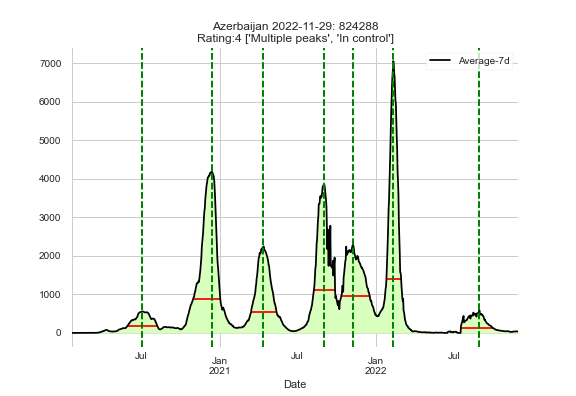 Azerbaijan 2022-11-29: 824288
Rating:4 ['Multiple peaks', 'In control']
Average-7d
7000
6000
5000
4000
3000
2000
1000
0
Jul
Jan
2021
Jul
Jan
2022
Jul
Date